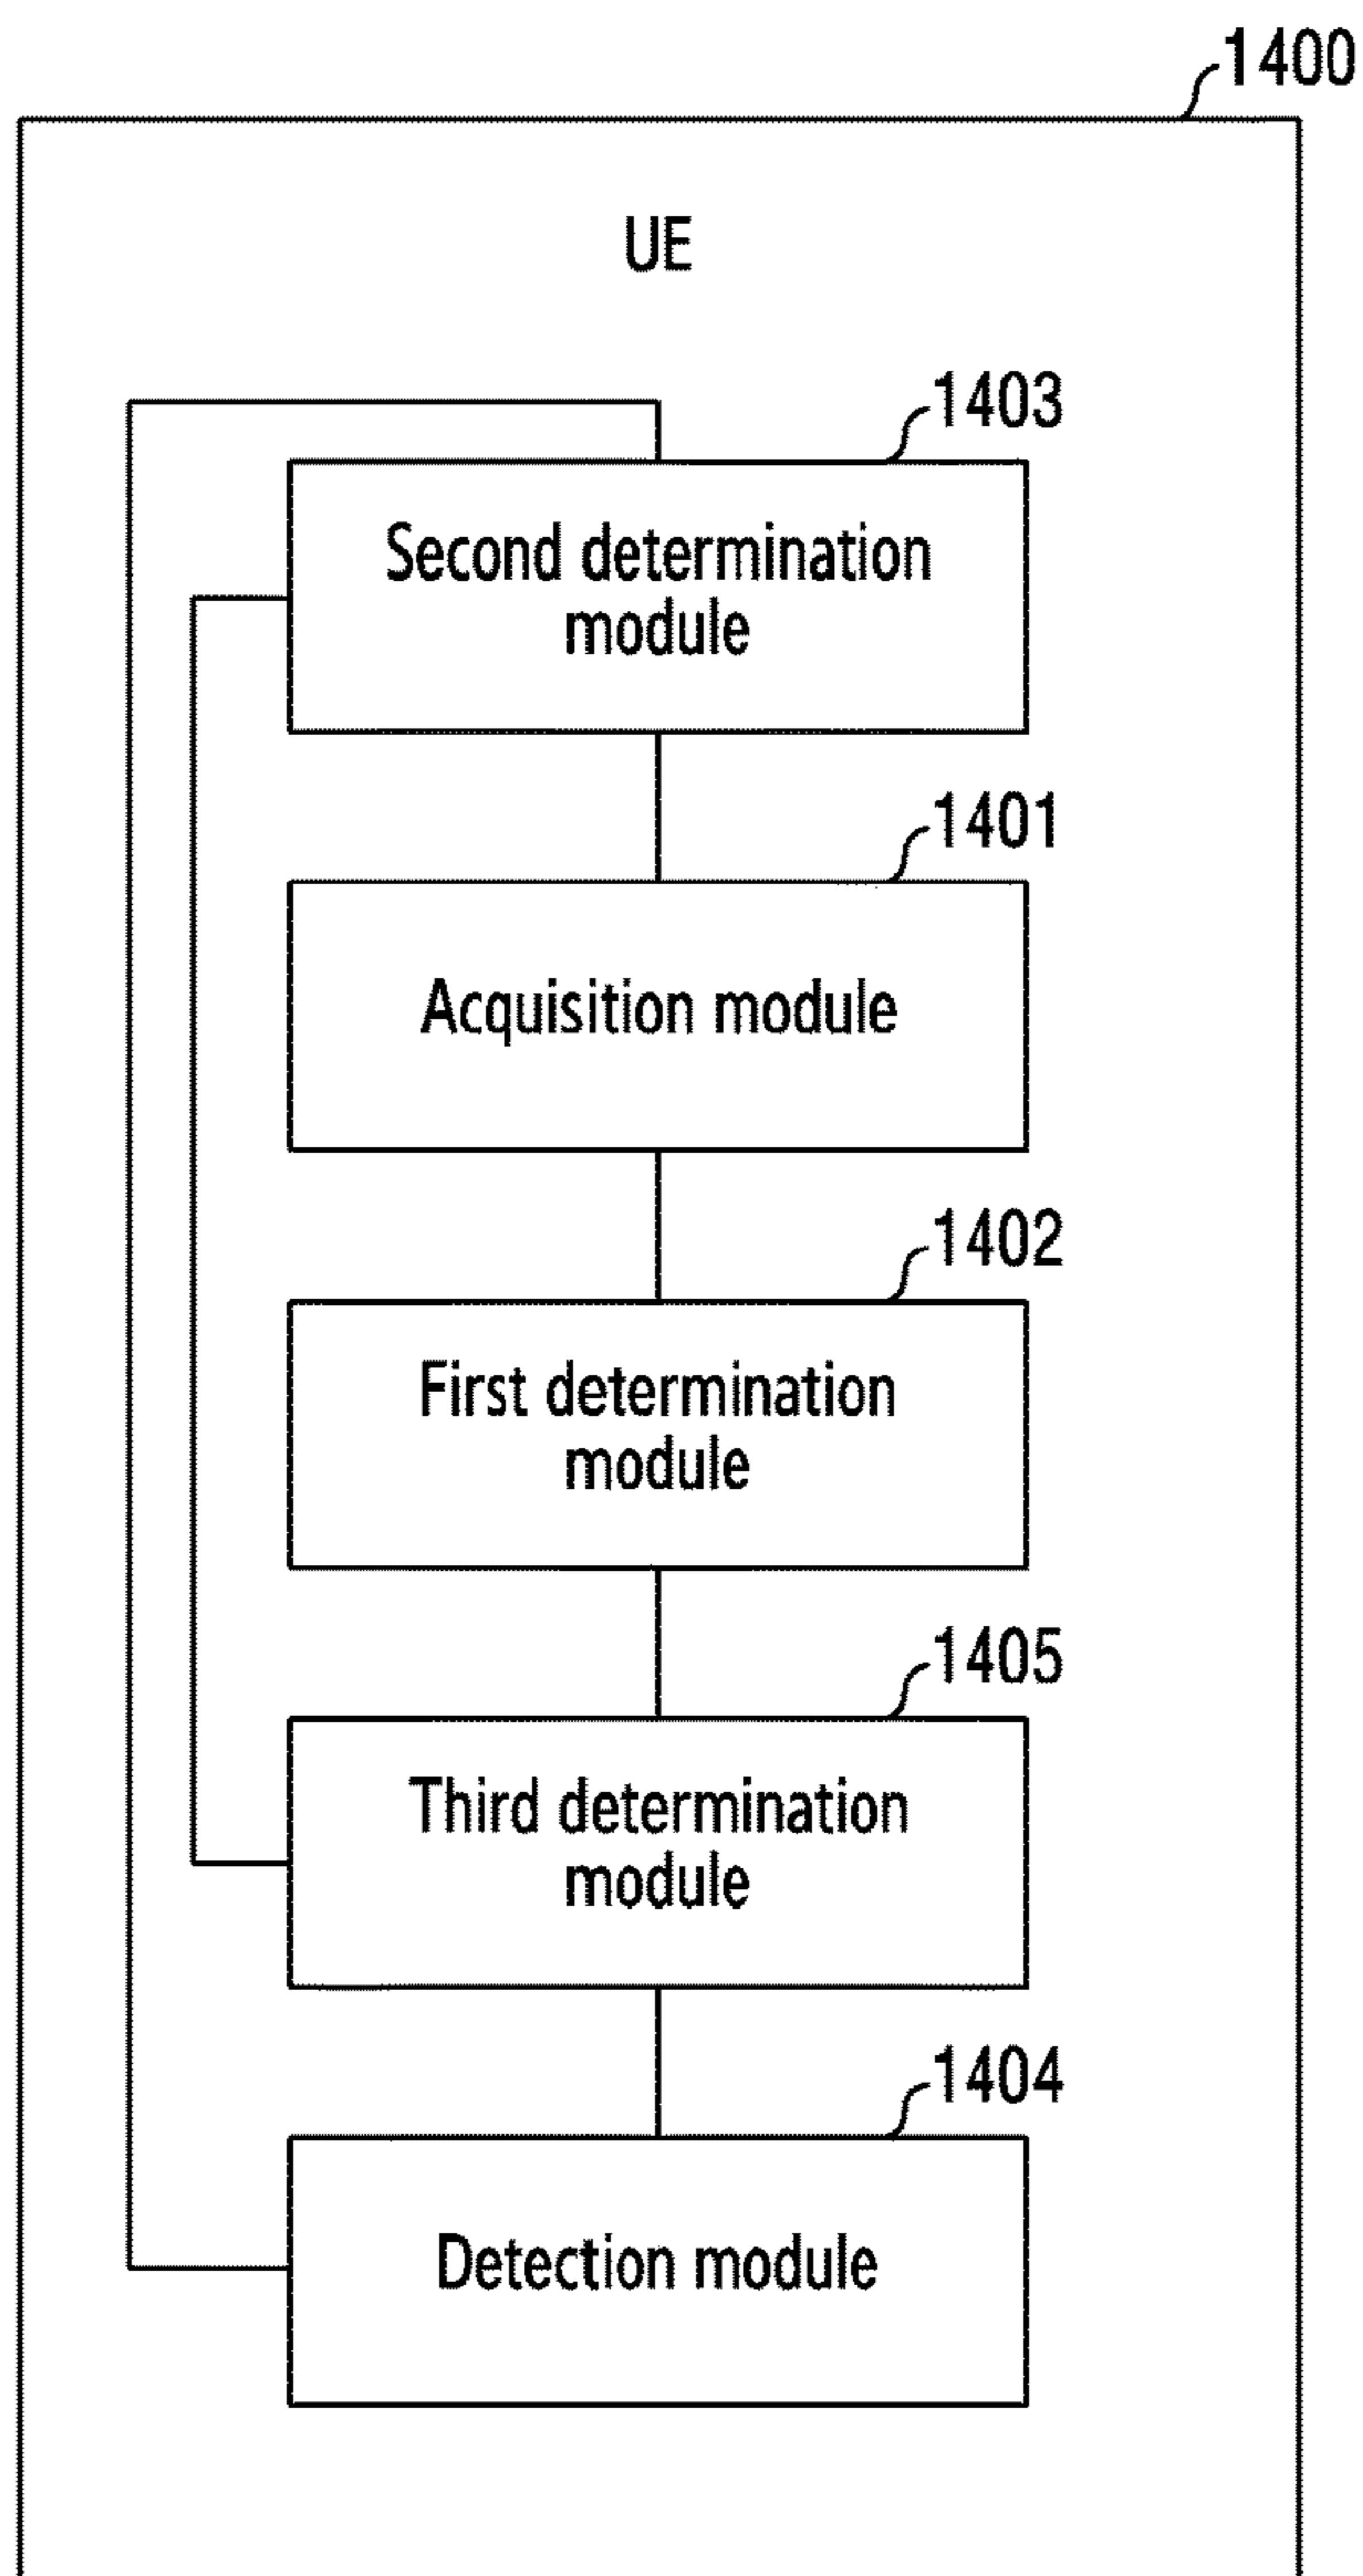 1400
UE
1403
Second determination
module
1401
Acquisition module
1402
First determination
module
1405
Third determination
module
1404
Detection module